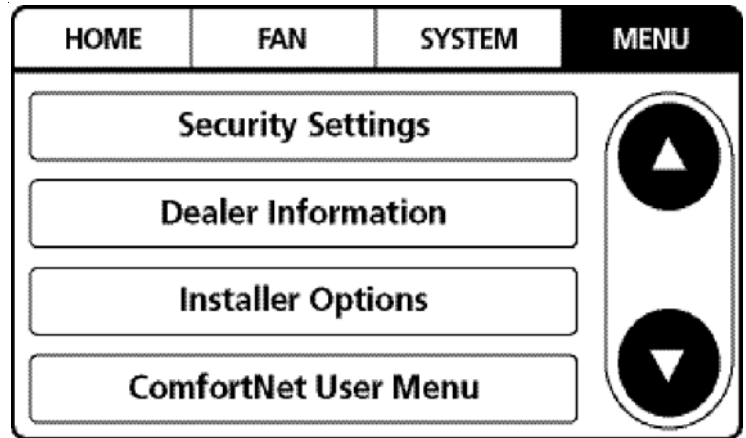 HOME FAN SYSTEM MENU
Security Settings
Dealer Information
Installer Options
ComfortNet User Menu